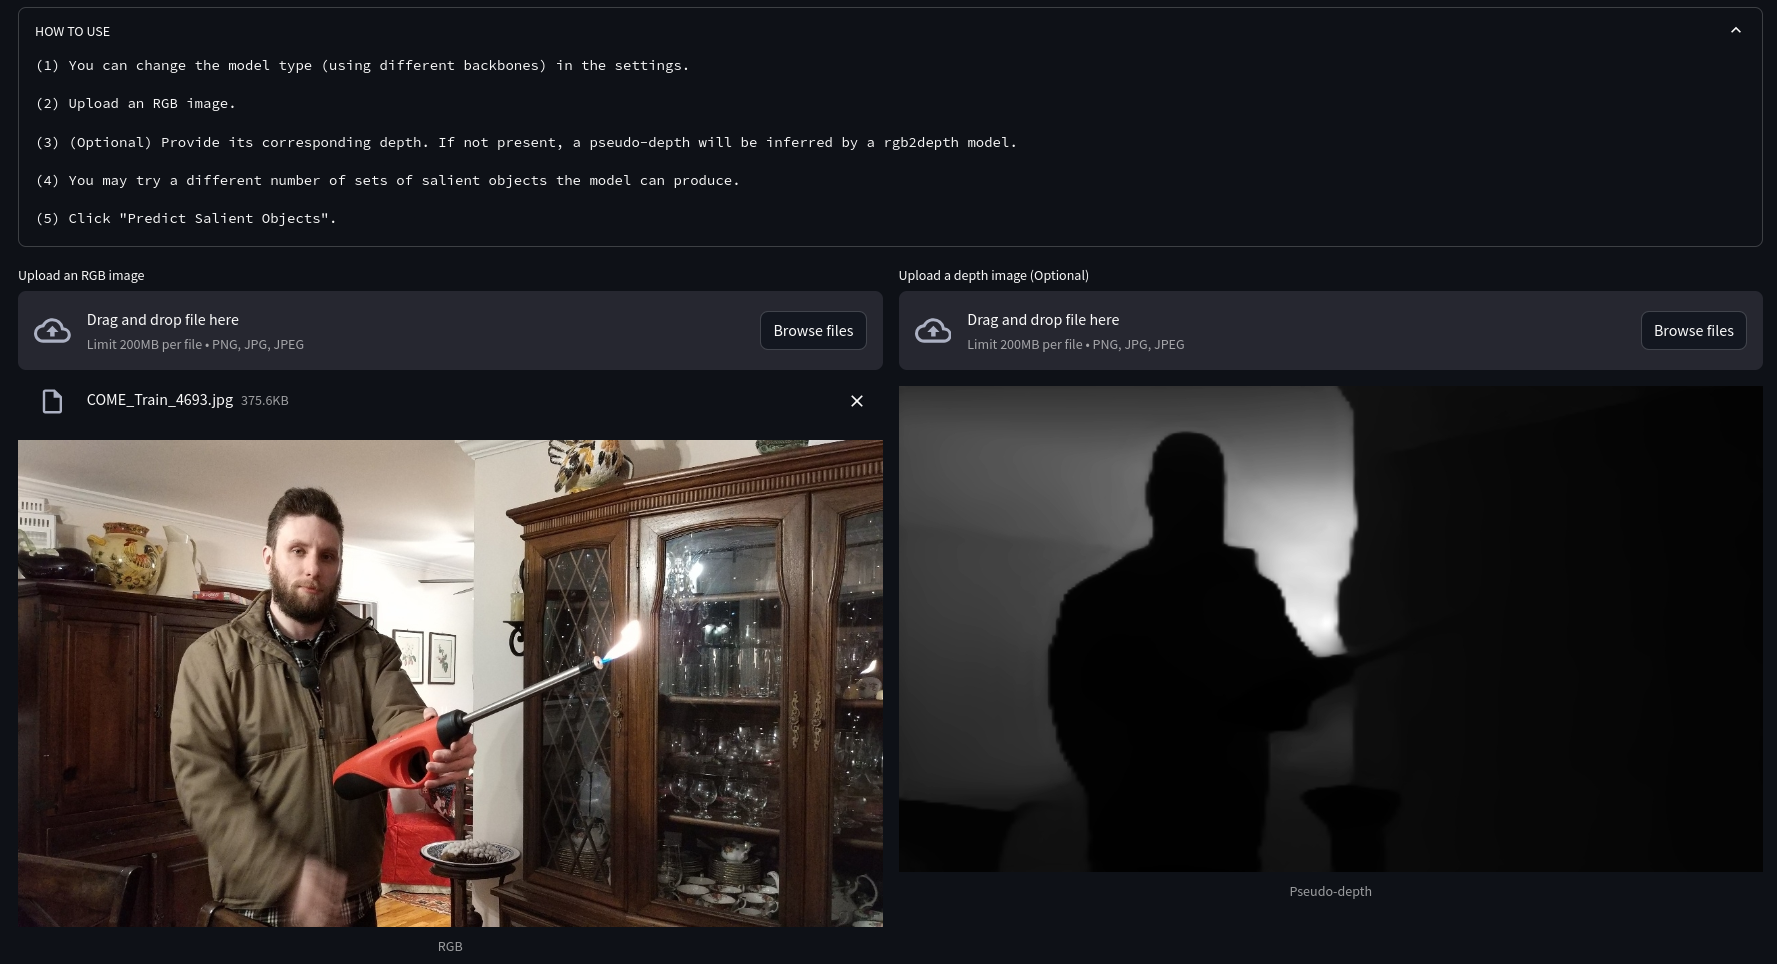 HOW TO USE
(1) You can change the model type (using different backbones) in the settings.
(2) Upload an RGB image.
(3) (Optional) Provide its corresponding depth. If not present, a pseudo-depth will be inferred by a rgb2depth model.
(4) You may try a different number of sets of salient objects the model can produce.
(5) Click "Predict Salient Objects".
Upload an RGB image
Drag and drop file here
Limit 200MB per file • PNG, JPG, JPEG
Browse files
COME_Train_4693.jpg 375.6KB
RGB
Upload a depth image (Optional)
Drag and drop file here
Limit 200MB per file • PNG, JPG, JPEG
Browse files
Pseudo-depth